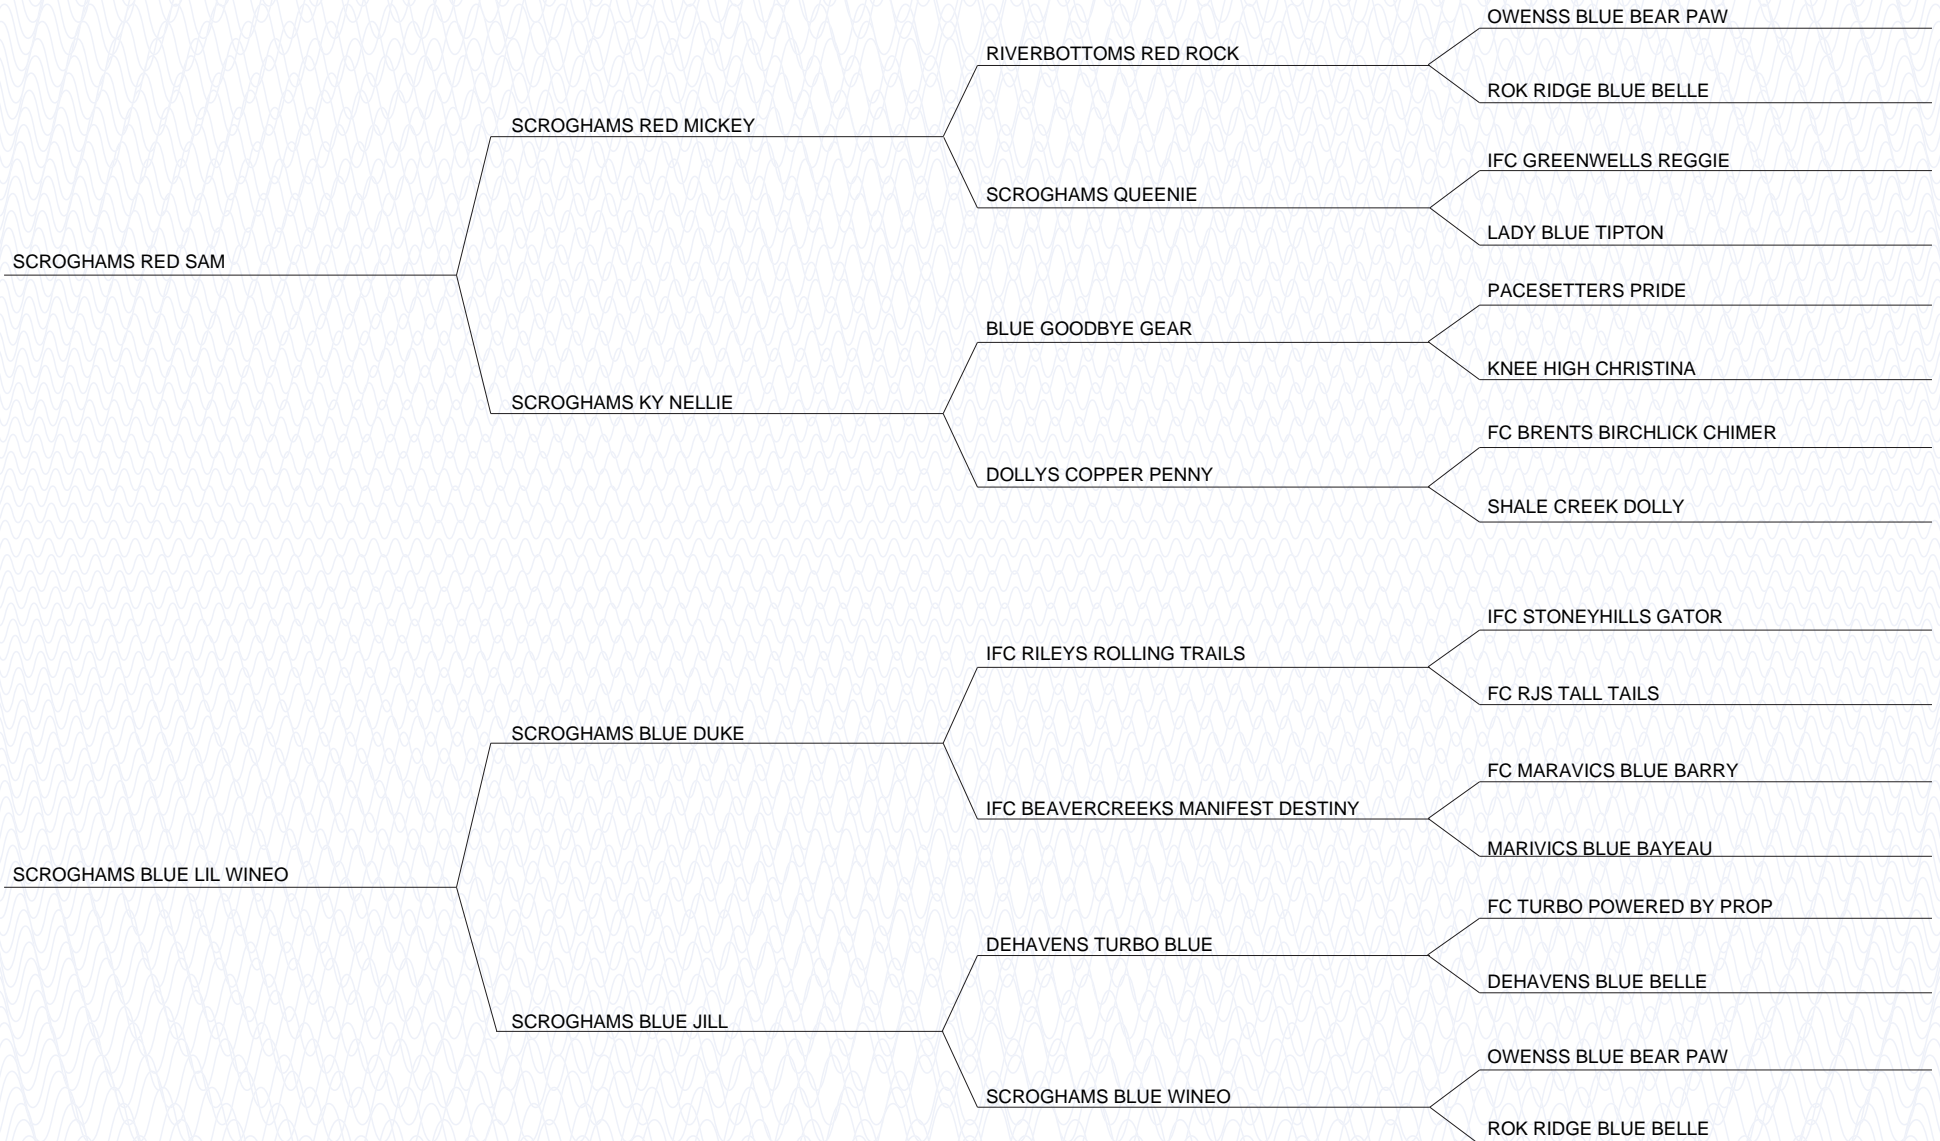 OWENSS BLUE BEAR PAW
RIVERBOTTOMS RED ROCK
ROK RIDGE BLUE BELLE
SCROGHAMS RED MICKEY
IFC GREENWELLS REGGIE
SCROGHAMS QUEENIE
LADY BLUE TIPTON
SCROGHAMS RED SAM
PACESETTERS PRIDE
BLUE GOODBYE GEAR
KNEE HIGH CHRISTINA
SCROGHAMS KY NELLIE
FC BRENTS BIRCHLICK CHIMER
DOLLYS COPPER PENNY
SHALE CREEK DOLLY
IFC STONEYHILLS GATOR
IFC RILEYS ROLLING TRAILS
FC RJS TALL TAILS
SCROGHAMS BLUE DUKE
FC MARAVICS BLUE BARRY
IFC BEAVERCREEKS MANIFEST DESTINY
MARIVICS BLUE BAYEAU
SCROGHAMS BLUE LIL WINEO
FC TURBO POWERED BY PROP
DEHAVENS TURBO BLUE
DEHAVENS BLUE BELLE
SCROGHAMS BLUE JILL
OWENSS BLUE BEAR PAW
SCROGHAMS BLUE WINEO
ROK RIDGE BLUE BELLE